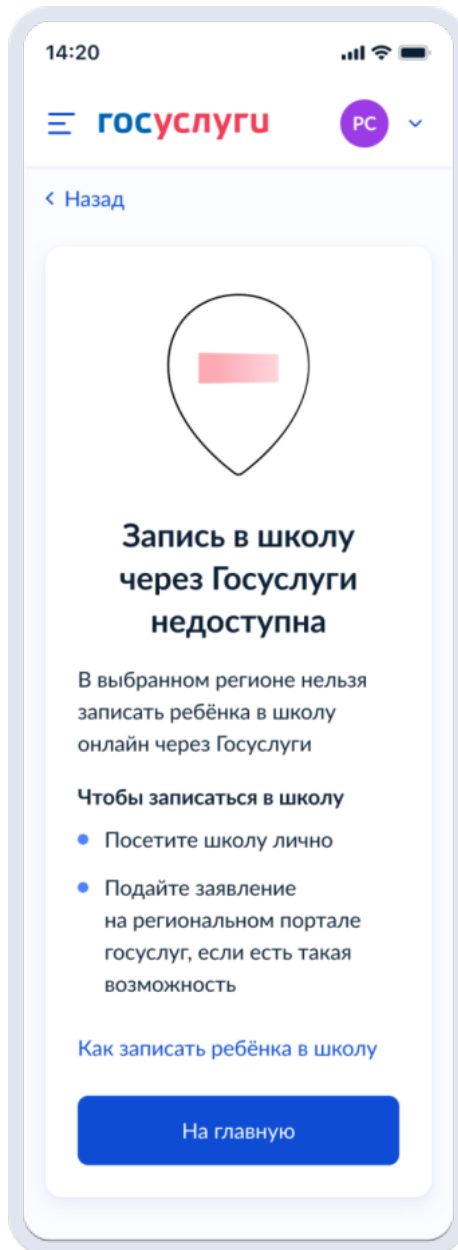 14:20
госуслуги
РС
Назад
Запись в школу
через Госуслуги
недоступна
В выбранном регионе нельзя
записать ребёнка в школу
онлайн через Госуслуги
Чтобы записаться в школу
Посетите школу лично
Подайте заявление
на региональном портале
госуслуг, если есть такая
возможность
Как записать ребёнка в школу
На главную